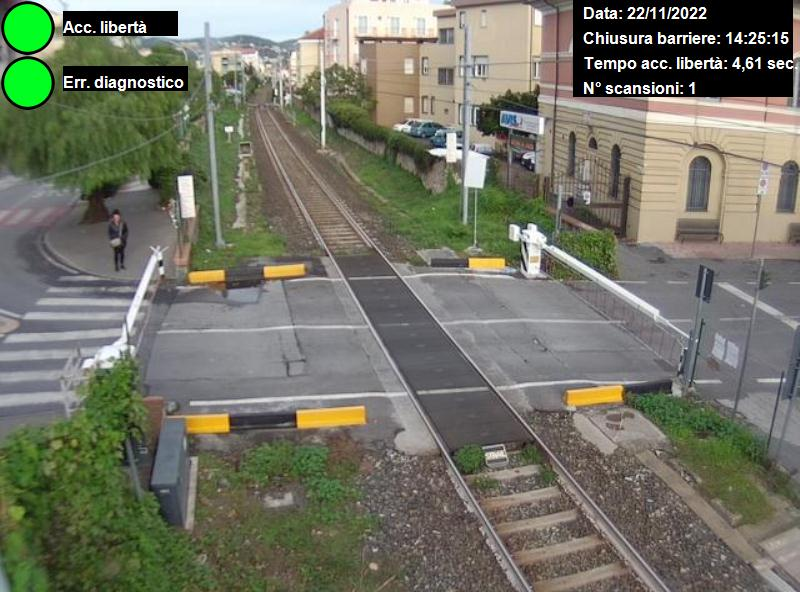 Acc. libertà
Err. diagnostico
Data: 22/11/2022
Chiusura barriere: 14:25:15
Tempo acc. libertà: 4,61 sec.
N° scansioni: 1
AVIS